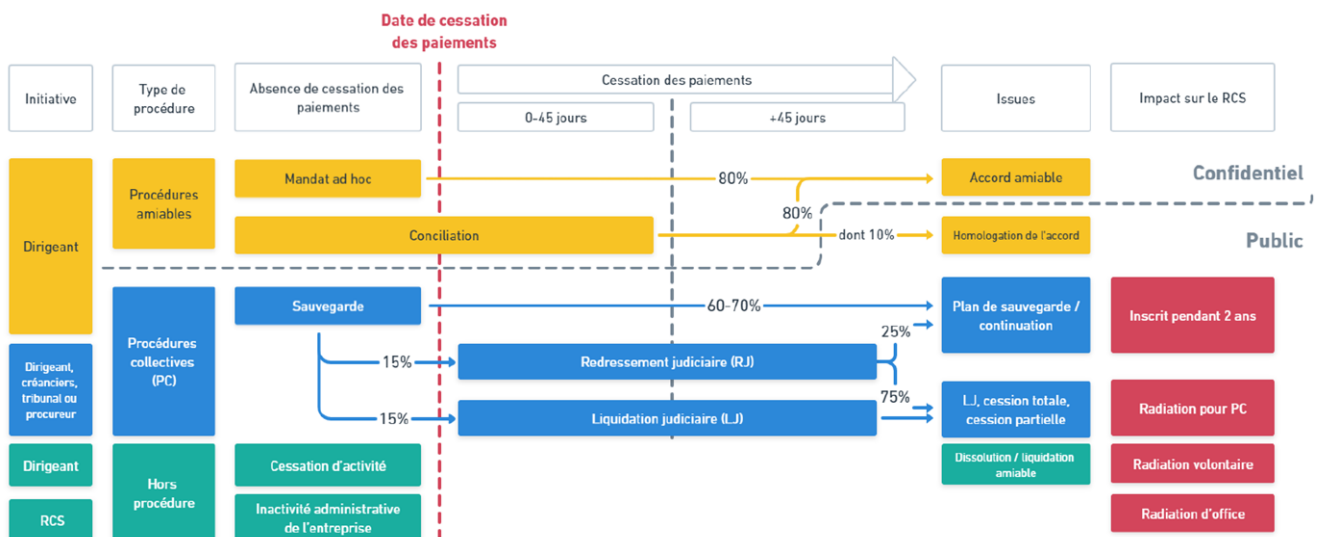 Date de cessation
des paiements
Initiative
Type de
procédure
Absence de cessation des
paiements
Cessation des paiements
0-45 jours
+45 jours
Issues
Impact sur le RCS
Dirigeant
Procédures
amiables
Mandat ad hoc
80%
Accord amiable
Confidentiel
80%
Conciliation
dont 10%
Homologation de l'accord
Public
Dirigeant,
créanciers,
tribunal ou
procureur
Procédures
collectives
(PC)
Sauvegarde
60-70%
Plan de sauvegarde /
continuation
Inscrit pendant 2 ans
25%
15%
Redressement judiciaire (RJ)
75%
15%
Liquidation judiciaire (LJ)
LJ, cession totale,
cession partielle
Radiation pour PC
Dirigeant
Hors
procédure
Cessation d'activité
Dissolution / liquidation
amiable
Radiation volontaire
RCS
Inactivité administrative
de l'entreprise
Radiation d'office